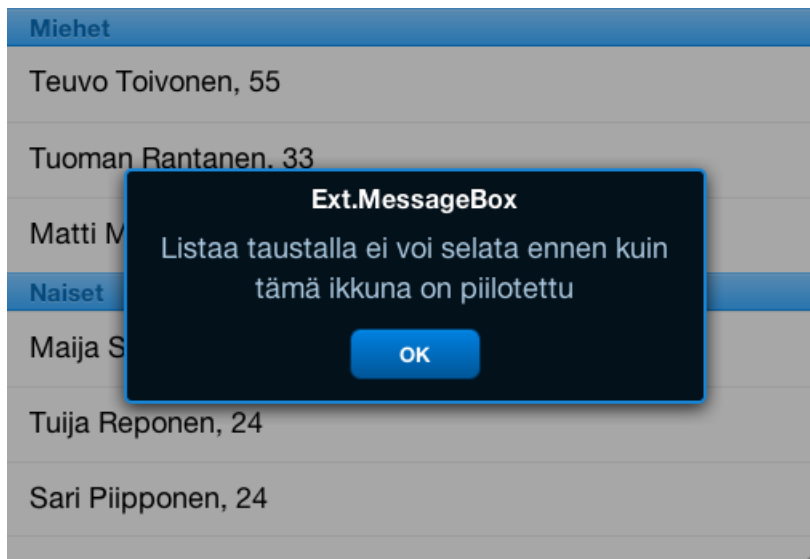 Miehet
Teuvo Toivonen, 55
Tuoman Rantanen, 33
Ext.MessageBox
Matti M
Listaa taustalla ei voi selata ennen kuin
tämä ikkuna on piilotettu
Naiset
Maija S
OK
Tuija Reponen, 24
Sari Piipponen, 24